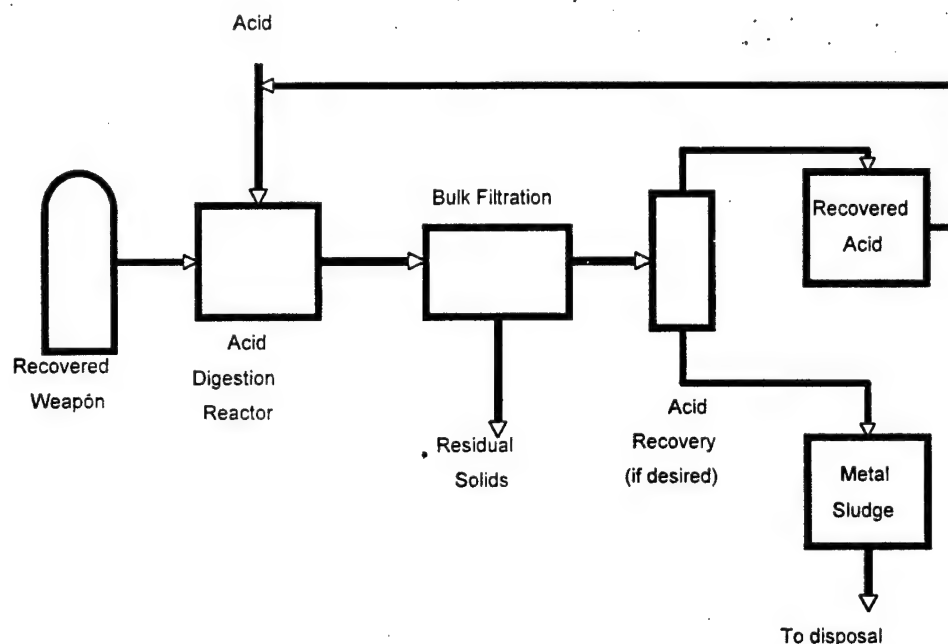 Acid
Bulk Filtration
Recovered
Acid
Recovered
Weapón
Acid
Digestion
Reactor
Residual
Solids
Acid
Recovery
(if desired)
Metal
Sludge
To disposal